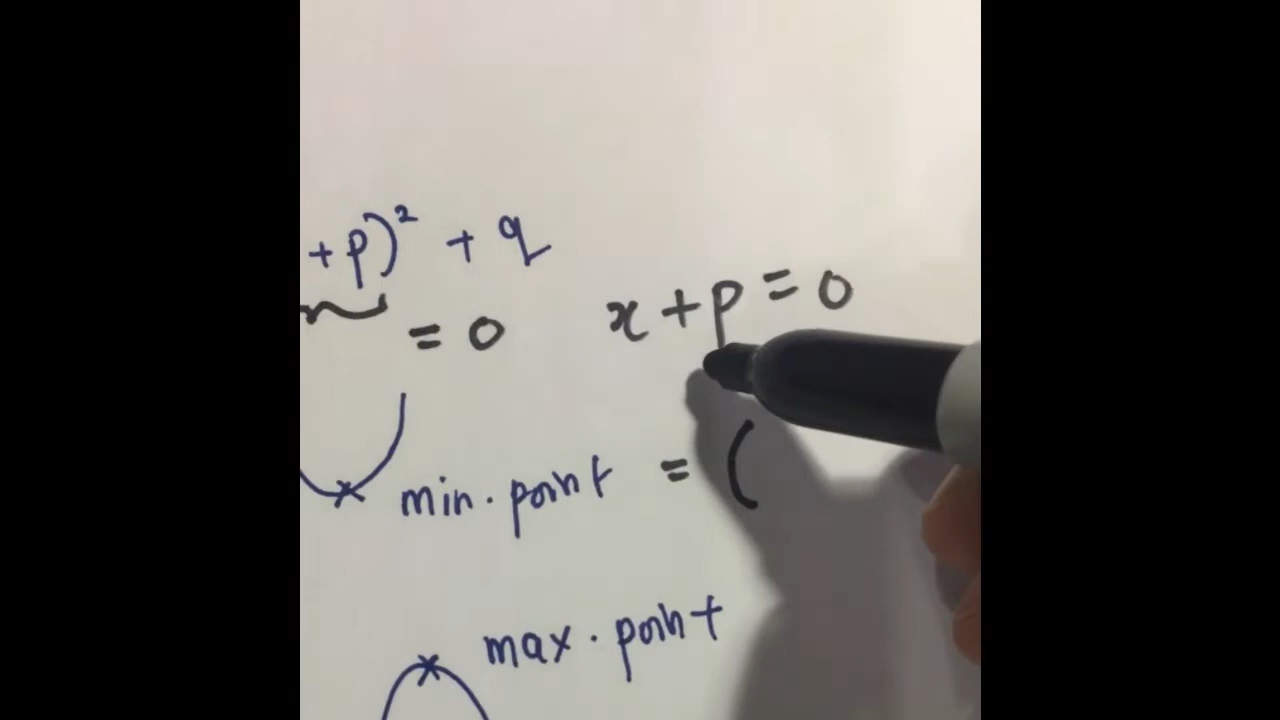 + p)² + q
= 0
x + p = 0
min. point = (
max. point